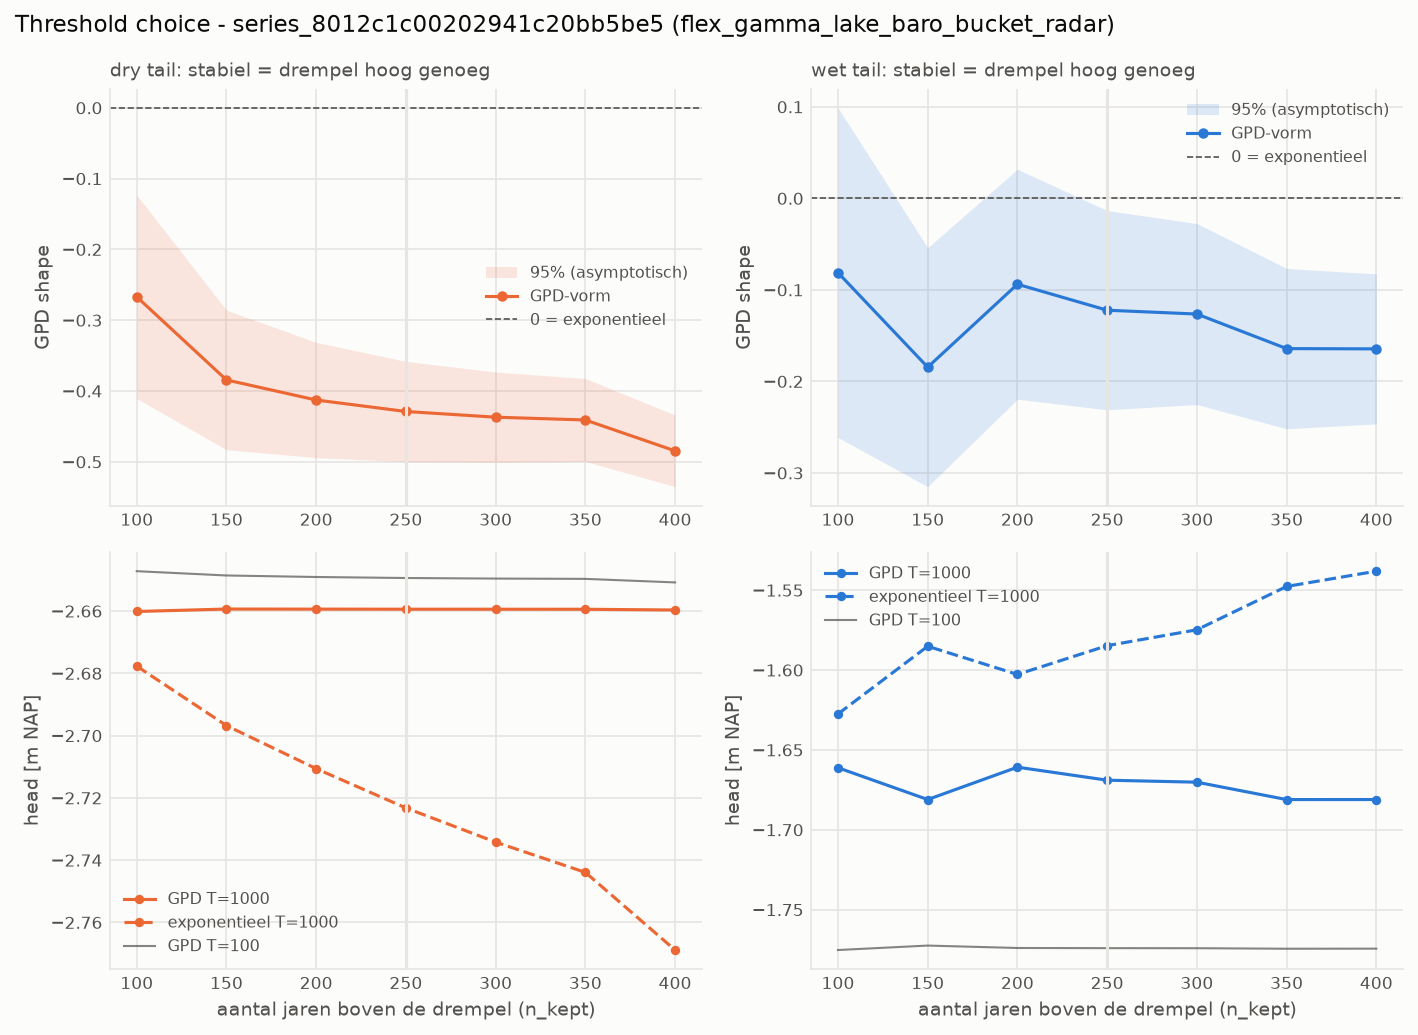 Threshold choice - series_8012c1c00202941c20bb5be5 (flex_gamma_lake_baro_bucket_radar)
dry tail: stabiel = drempel hoog genoeg
GPD shape
0.0
−0.1
−0.2
−0.3
−0.4
−0.5
95% (asymptotisch)
GPD-vorm
0 = exponentieel
100 150 200 250 300 350 400
wet tail: stabiel = drempel hoog genoeg
GPD shape
0.1
0.0
−0.1
−0.2
−0.3
95% (asymptotisch)
GPD-vorm
0 = exponentieel
100 150 200 250 300 350 400
head [m NAP]
−2.66
−2.68
−2.70
−2.72
−2.74
−2.76
GPD T=1000
exponentieel T=1000
GPD T=100
100 150 200 250 300 350 400
aantal jaren boven de drempel (n_kept)
head [m NAP]
−1.55
−1.60
−1.65
−1.70
−1.75
GPD T=1000
exponentieel T=1000
GPD T=100
100 150 200 250 300 350 400
aantal jaren boven de drempel (n_kept)